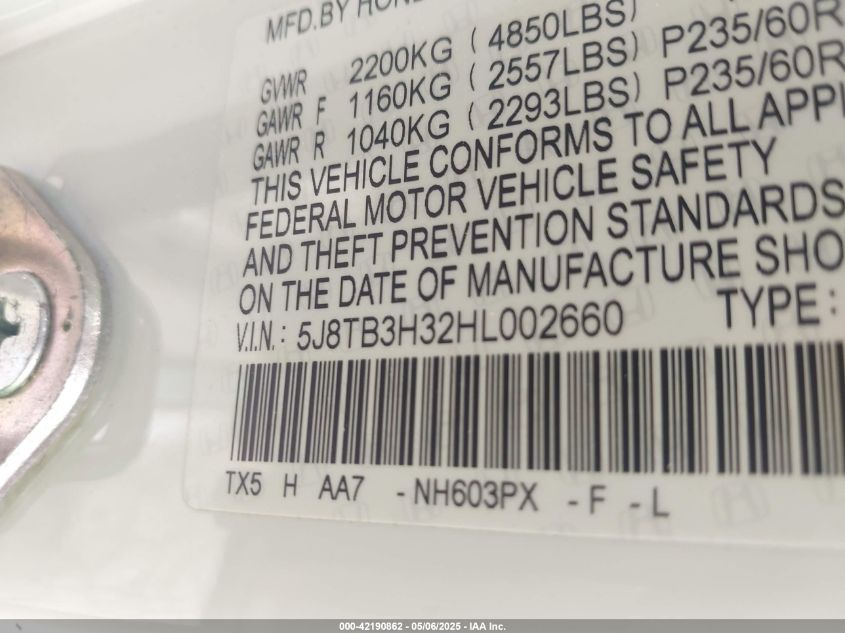 MFD.BY HON
GVWR 2200KG ( 4850LBS)
GAWR F 1160KG ( 2557LBS) P235/60R
GAWR R 1040KG ( 2293LBS) P235/60R
THIS VEHICLE CONFORMS TO ALL APPL
FEDERAL MOTOR VEHICLE SAFETY
AND THEFT PREVENTION STANDARDS
ON THE DATE OF MANUFACTURE SHO
V.I.N.: 5J8TB3H32HL002660 TYPE:
TX5 H AA7 -NH603PX -F -L
000-42190862 - 05/06/2025 - IAA Inc.